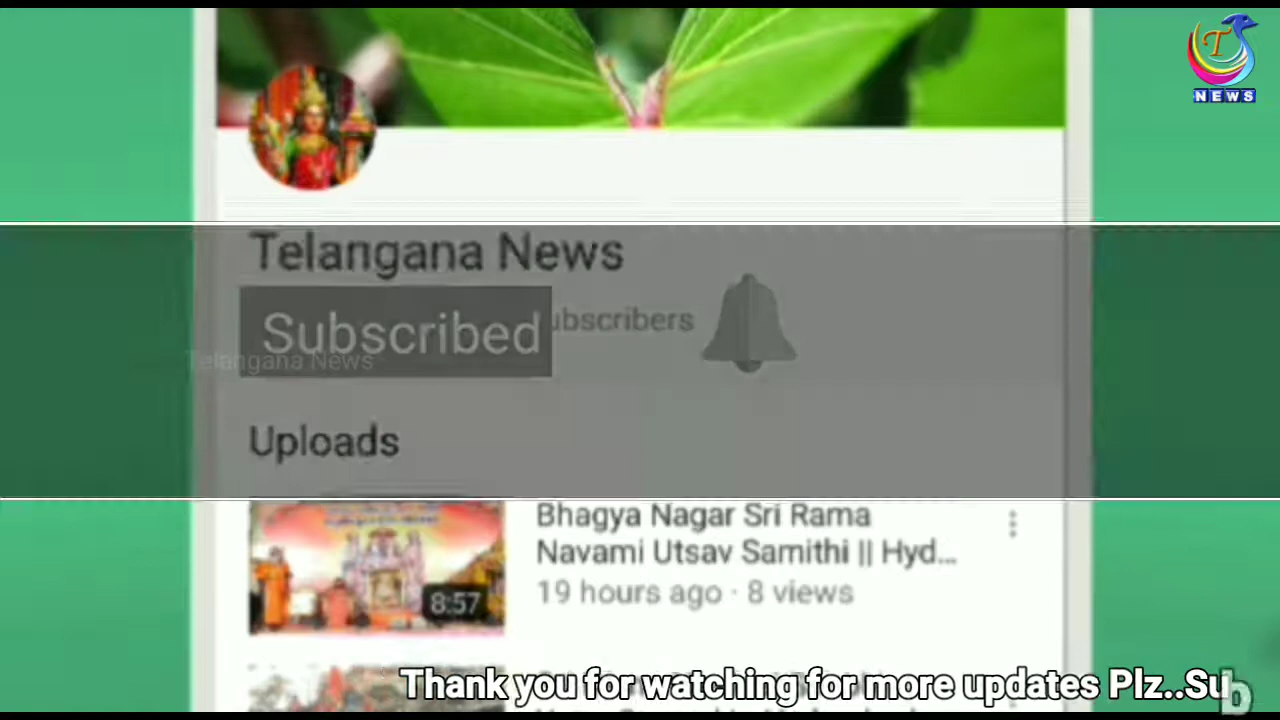 T
NEWS
Telangana News
Subscribed
ubscribers
Telangana News
Uploads
Bhagya Nagar Sri Rama
Navami Utsav Samithi || Hyd...
19 hours ago · 8 views
8:57
Thank you for watching for more updates Plz..Sub